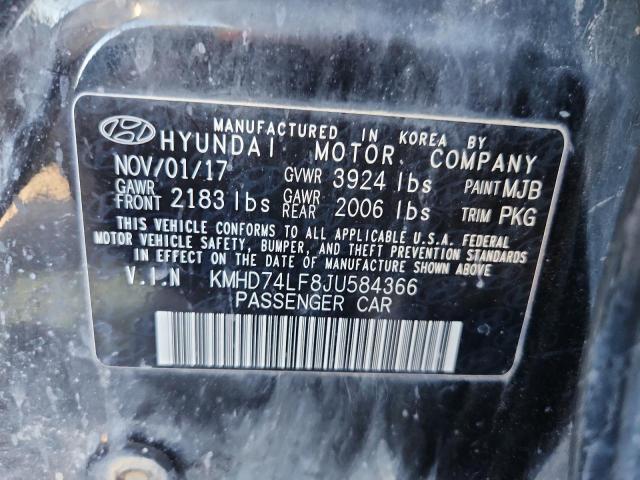 MANUFACTURED IN KOREA BY
HYUNDAI MOTOR COMPANY
NOV/01/17 GVWR 3924 lbs PAINT MJB
GAWR FRONT 2183 lbs GAWR REAR 2006 lbs TRIM PKG
THIS VEHICLE CONFORMS TO ALL APPLICABLE U.S.A. FEDERAL
MOTOR VEHICLE SAFETY, BUMPER, AND THEFT PREVENTION STANDARDS
IN EFFECT ON THE DATE OF MANUFACTURE SHOWN ABOVE.
V.I.N KMHD74LF8JU584366
PASSENGER CAR